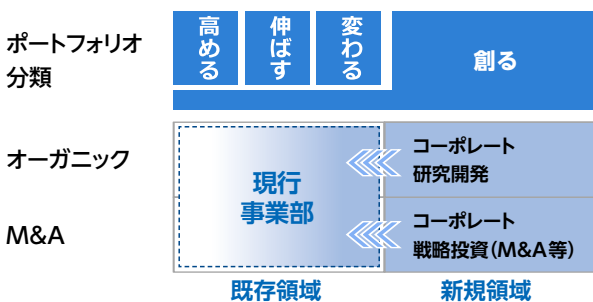 ポートフォリオ
分類
高める
伸ばす
変わる
創る
オーガニック
M&A
現行
事業部
コーポレート
研究開発
コーポレート
戦略投資(M&A等)
既存領域
新規領域